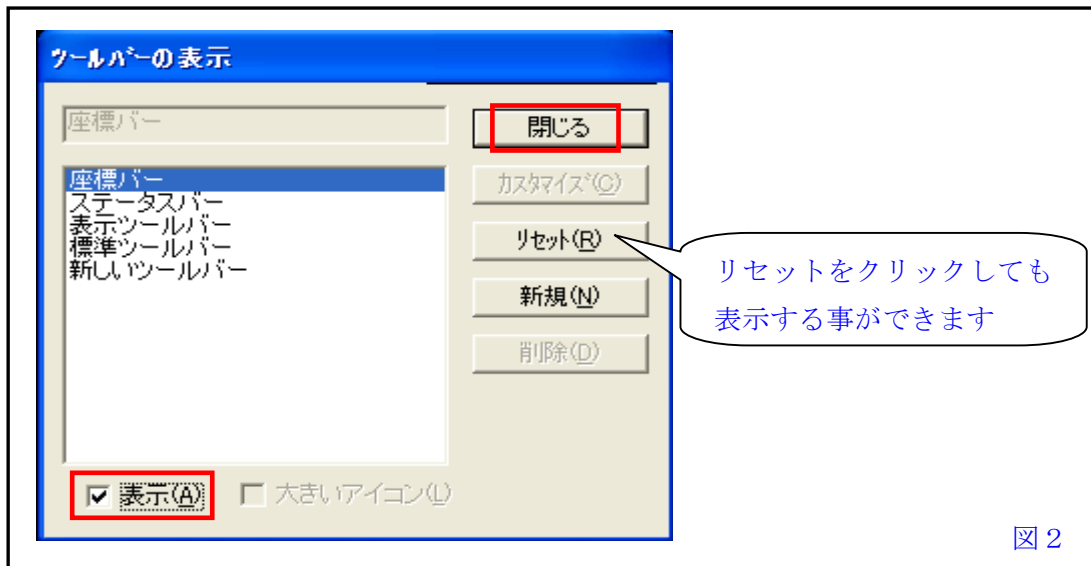 ツールバーの表示
座標バー
閉じる
座標バー
ステータスバー
表示ツールバー
標準ツールバー
新しいツールバー
カスタマイズ(C)
リセット(R)
新規(N)
削除(D)
リセットをクリックしても
表示する事ができます
表示(A)
大きいアイコン(L)
図2